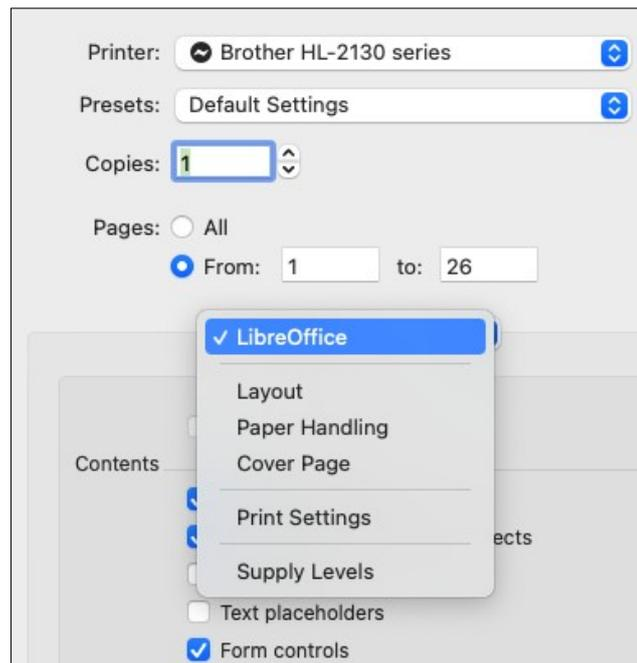 Printer: Brother HL-2130 series
Presets: Default Settings
Copies: 1
Pages: All
From: 1 to: 26
LibreOffice
Layout
Paper Handling
Contents
Cover Page
Print Settings
ects
Supply Levels
Text placeholders
Form controls